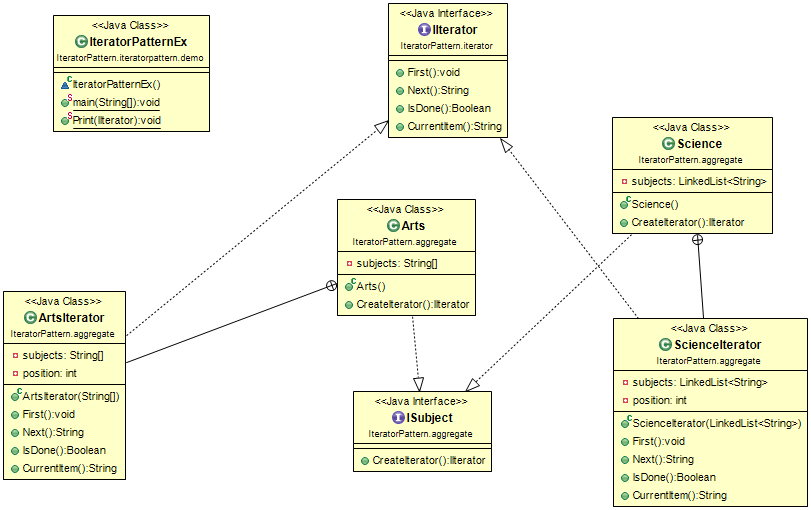 <<Java Class>>
IteratorPatternEx
IteratorPattern.iteratorpattern.demo
IteratorPatternEx()
main(String[]):void
Print(IIterator):void
<<Java Interface>>
IIterator
IteratorPattern.iterator
First():void
Next():String
IsDone():Boolean
CurrentItem():String
<<Java Class>>
Science
IteratorPattern.aggregate
subjects: LinkedList<String>
Science()
CreateIterator():IIterator
<<Java Class>>
Arts
IteratorPattern.aggregate
subjects: String[]
Arts()
CreateIterator():IIterator
<<Java Class>>
ArtsIterator
IteratorPattern.aggregate
subjects: String[]
position: int
ArtsIterator(String[])
First():void
Next():String
IsDone():Boolean
CurrentItem():String
<<Java Interface>>
ISubject
IteratorPattern.aggregate
CreateIterator():IIterator
<<Java Class>>
ScienceIterator
IteratorPattern.aggregate
subjects: LinkedList<String>
position: int
ScienceIterator(LinkedList<String>)
First():void
Next():String
IsDone():Boolean
CurrentItem():String